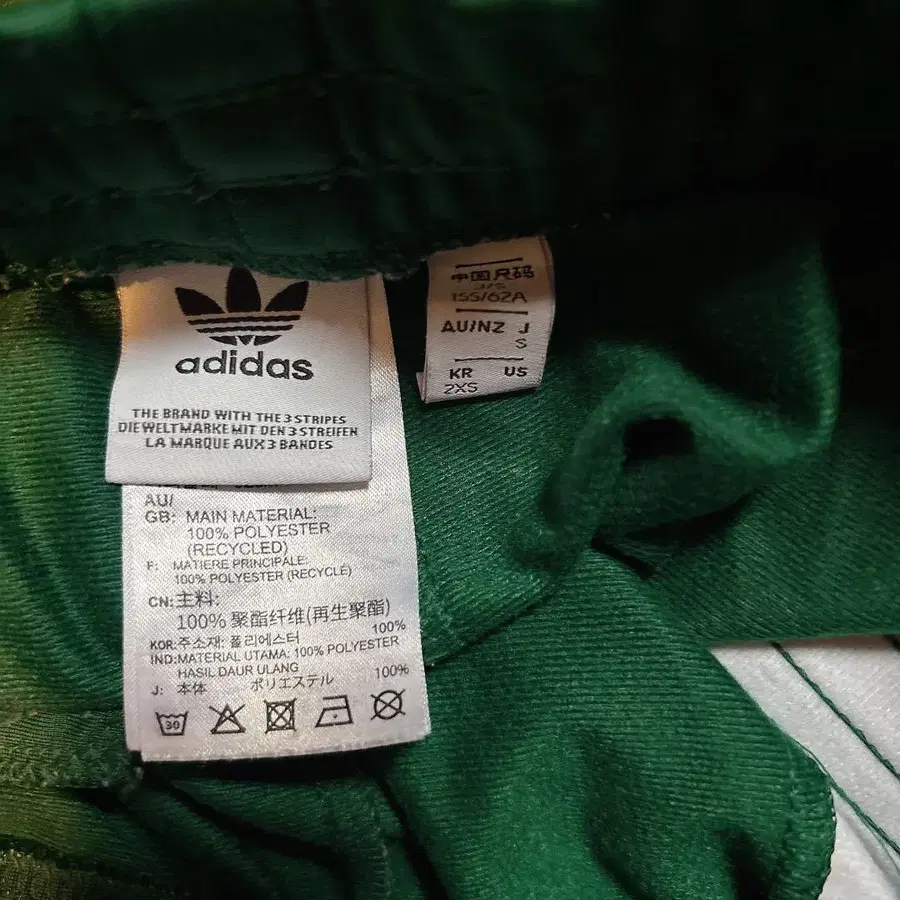 adidas
THE BRAND WITH THE 3 STRIPES
DIE WELTMARKE MIT DEN 3 STREIFEN
LA MARQUE AUX 3 BANDES
AU/
GB: MAIN MATERIAL:
100% POLYESTER
(RECYCLED)
F: MATIERE PRINCIPALE:
100% POLYESTER (RECYCLÉ)
CN: 主料:
100% 聚酯纤维(再生聚酯)
KOR: 주소재: 폴리에스터 100%
IND: MATERIAL UTAMA: 100% POLYESTER
HASIL DAUR ULANG
J: 本体 ポリエステル 100%
30
中国尺码
155/62A
AU/NZ J
S
KR US
2XS